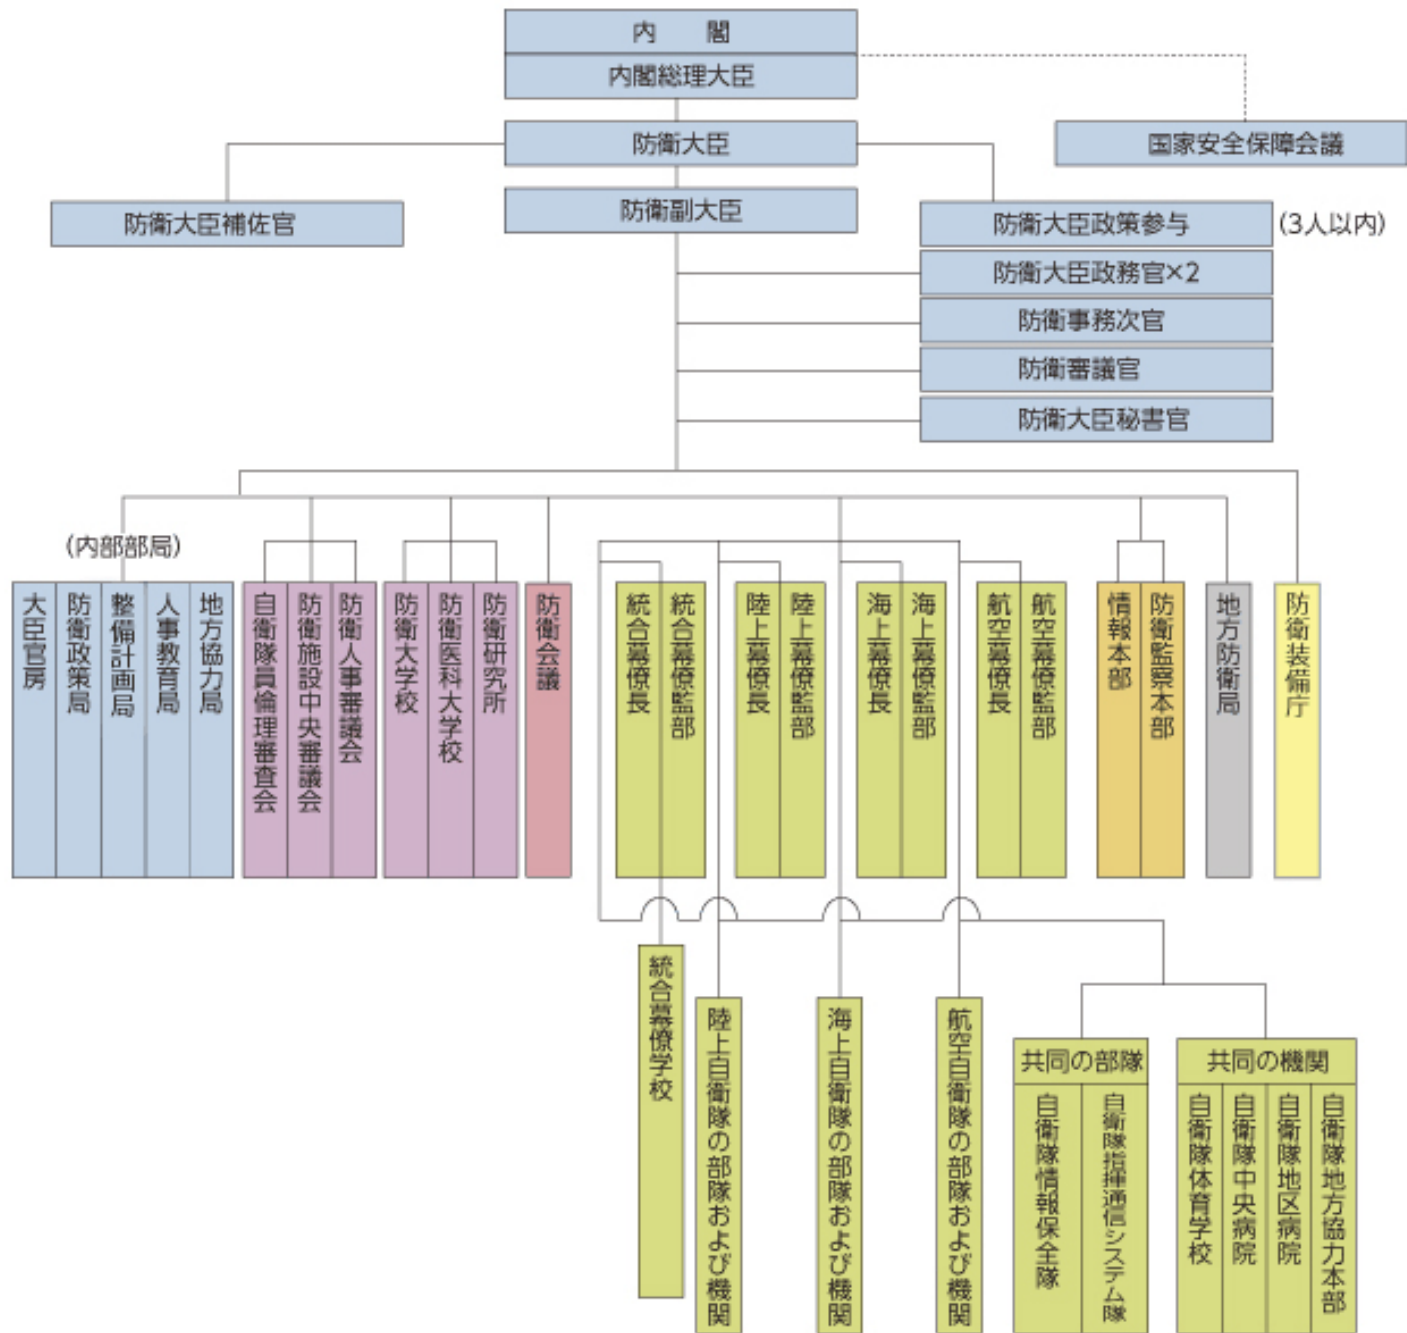 内　閣
内閣総理大臣
防衛大臣
国家安全保障会議
防衛副大臣
防衛大臣補佐官
防衛大臣政策参与
(3人以内)
防衛大臣政務官×2
防衛事務次官
防衛審議官
防衛大臣秘書官
(内部部局)
大臣官房
防衛政策局
整備計画局
人事教育局
地方協力局
自衛隊員倫理審査会
防衛施設中央審議会
防衛人事審議会
防衛大学校
防衛医科大学校
防衛研究所
防衛会議
統合幕僚長
統合幕僚監部
陸上幕僚長
陸上幕僚監部
海上幕僚長
海上幕僚監部
航空幕僚長
航空幕僚監部
情報本部
防衛監察本部
地方防衛局
防衛装備庁
統合幕僚学校
陸上自衛隊の部隊および機関
海上自衛隊の部隊および機関
航空自衛隊の部隊および機関
共同の部隊
自衛隊情報保全隊
自衛隊指揮通信システム隊
共同の機関
自衛隊体育学校
自衛隊中央病院
自衛隊地区病院
自衛隊地方協力本部